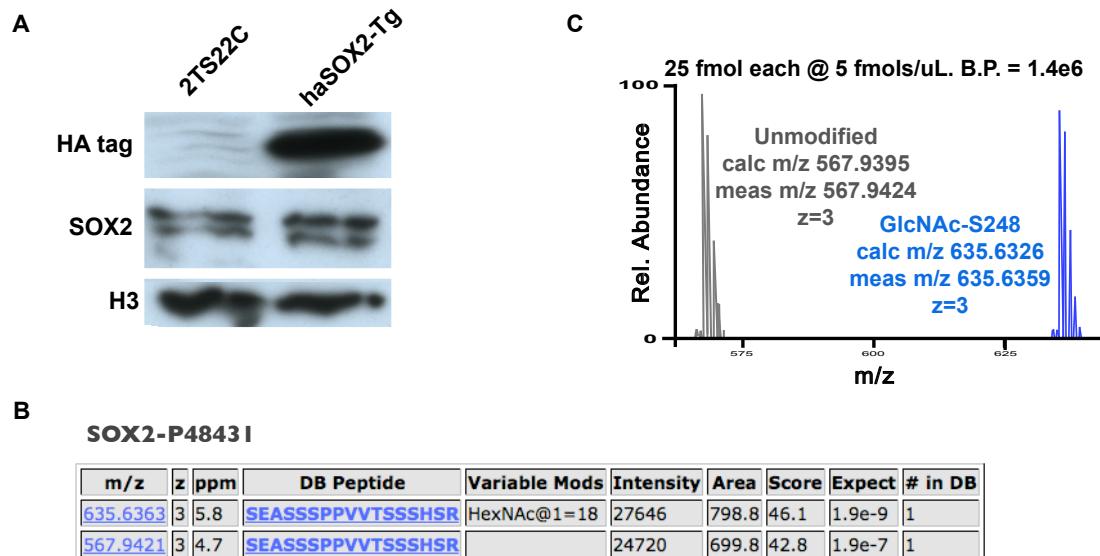 A
2TS22C
haSOX2-Tg
HA tag
SOX2
H3
C
25 fmol each @ 5 fmols/uL. B.P. = 1.4e6
100
Rel. Abundance
0
Unmodified
calc m/z 567.9395
meas m/z 567.9424
z=3
GlcNAc-S248
calc m/z 635.6326
meas m/z 635.6359
z=3
575 600 625
m/z
B
SOX2-P48431
m/z z ppm DB Peptide Variable Mods Intensity Area Score Expect # in DB
635.6363 3 5.8 SEASSSPPVVTSSSHSR HexNAc@1=18 27646 798.8 46.1 1.9e-9 1
567.9421 3 4.7 SEASSSPPVVTSSSHSR 24720 699.8 42.8 1.9e-7 1